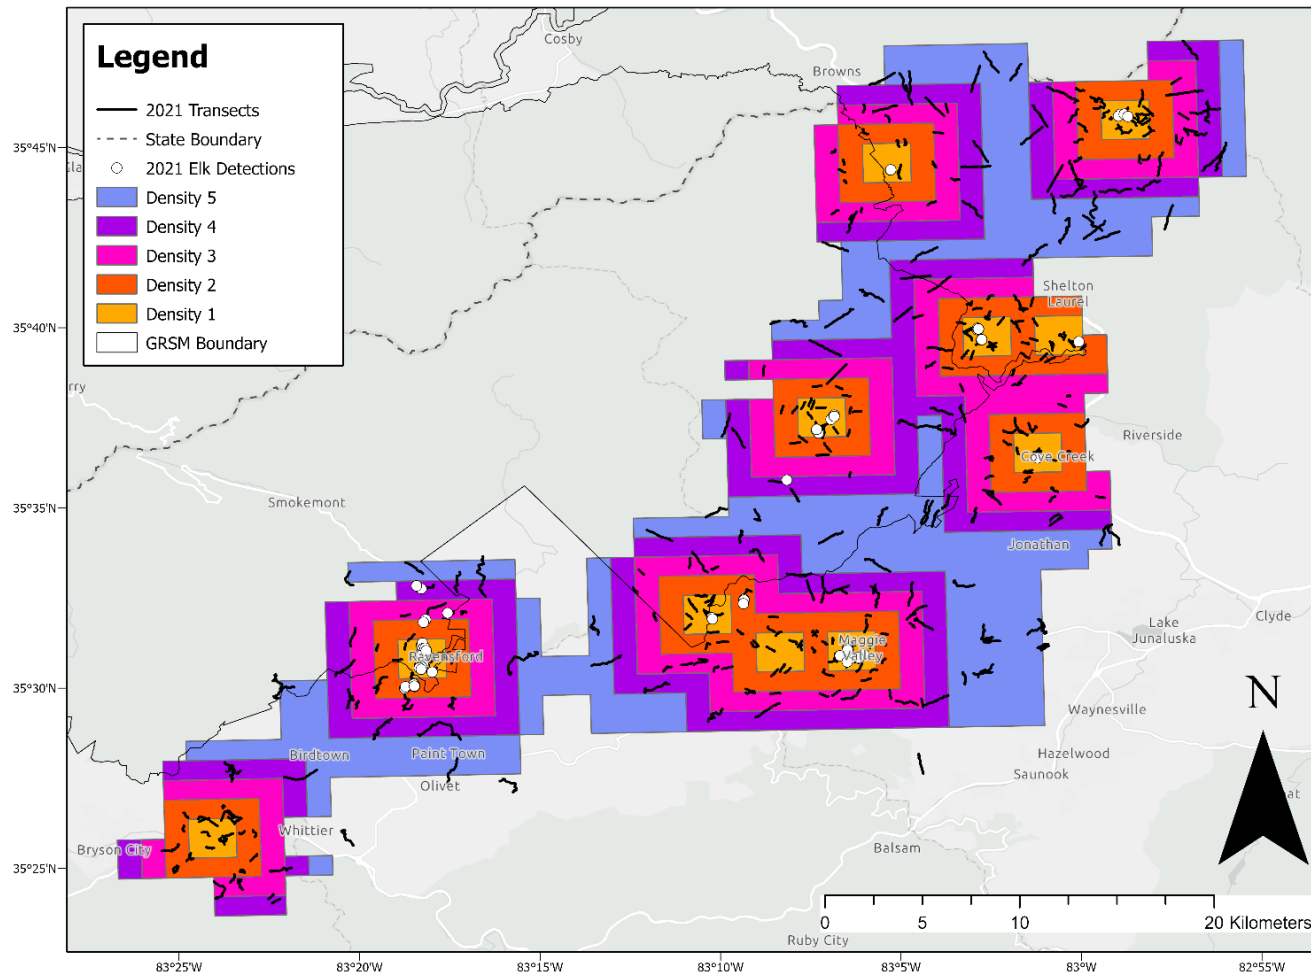 Legend
2021 Transects
State Boundary
2021 Elk Detections
Density 5
Density 4
Density 3
Density 2
Density 1
GRSM Boundary
Cosby
Browns
35°45'N
Gla
Shelton
Laurel
35°40'N
rry
Riverside
Cove Creek
Smokemont
35°35'N
Jonathan
Clyde
Lake
Junaluska
Maggie
Valley
Ravensford
35°30'N
Waynesville
N
Birdtown
Paint Town
Hazelwood
Saunook
Olivet
at
Whittier
Bryson City
Balsam
35°25'N
0 5 10 20 Kilometers
Ruby City
83°25'W 83°20'W 83°15'W 83°10'W 83°5'W 83°W 82°55'W